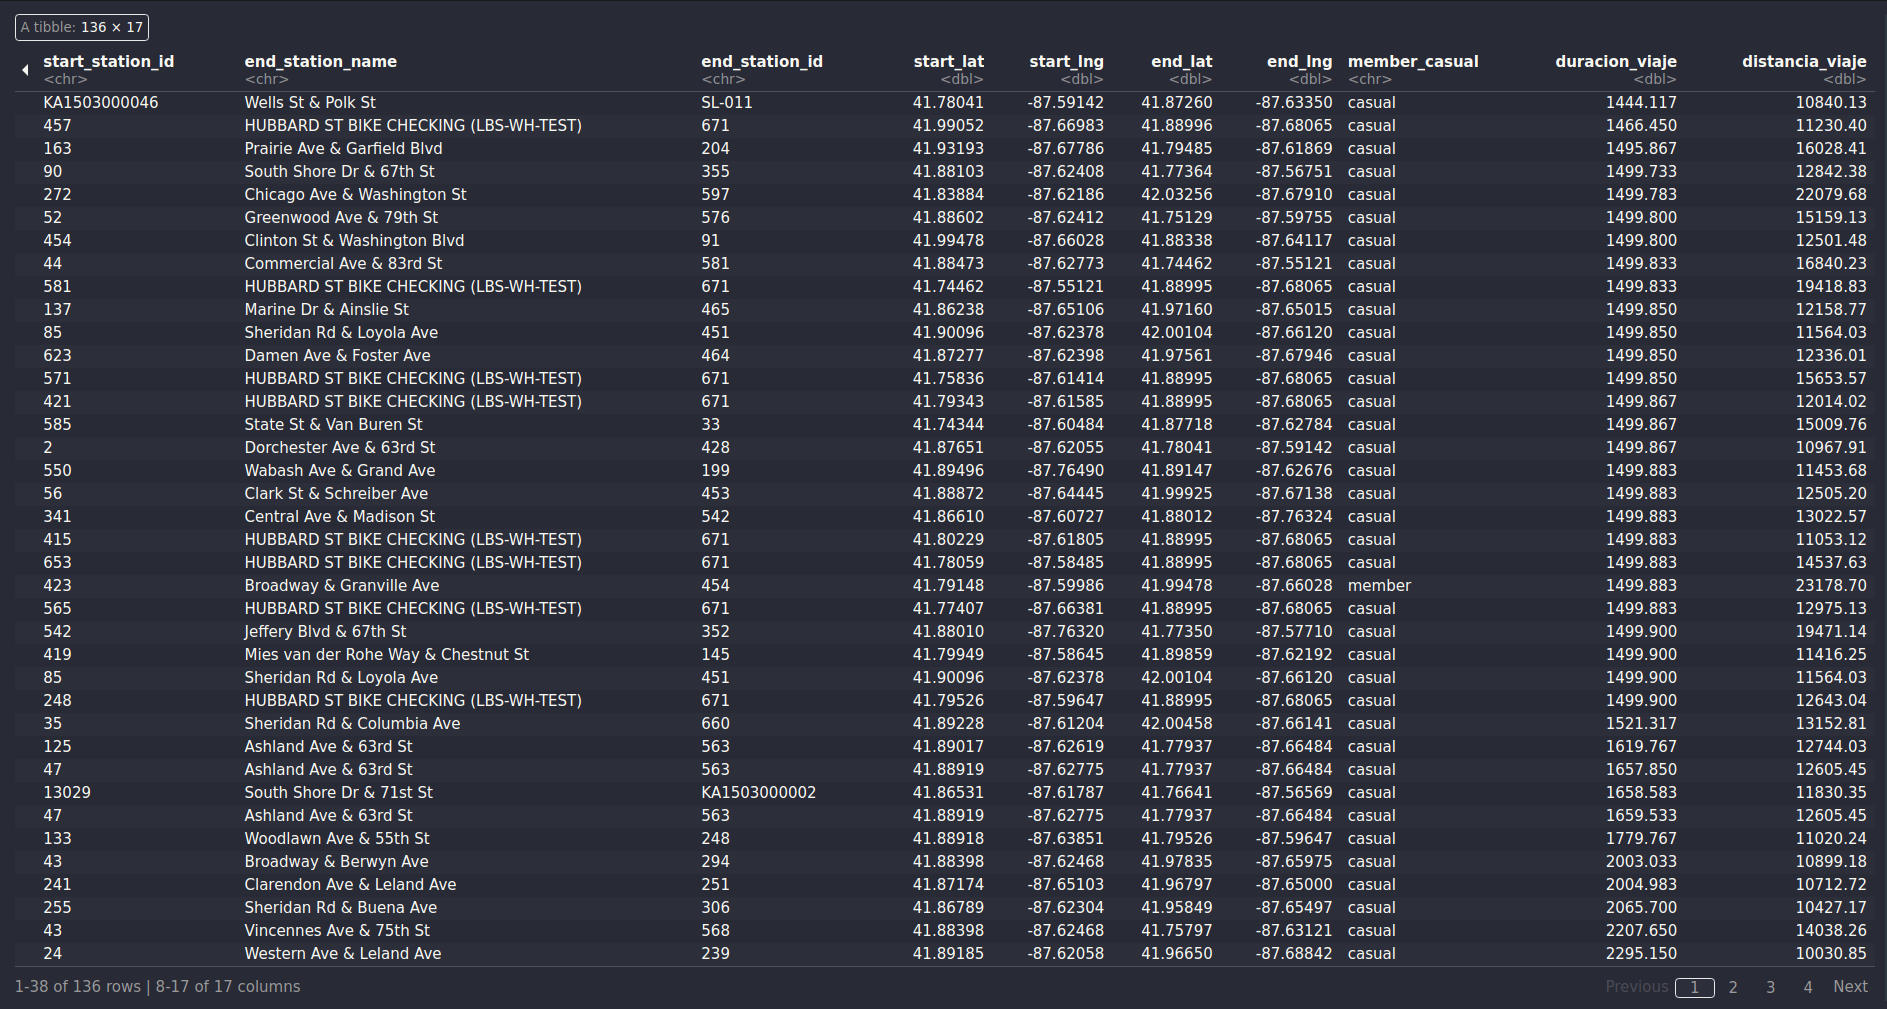 A tibble: 136 × 17
start_station_id end_station_name end_station_id start_lat start_lng end_lat end_lng member_casual duracion_viaje distancia_viaje
<chr> <chr> <chr> <dbl> <dbl> <dbl> <dbl> <chr> <dbl> <dbl>
KA1503000046 Wells St & Polk St SL-011 41.78041 -87.59142 41.87260 -87.63350 casual 1444.117 10840.13
457 HUBBARD ST BIKE CHECKING (LBS-WH-TEST) 671 41.99052 -87.66983 41.88996 -87.68065 casual 1466.450 11230.40
163 Prairie Ave & Garfield Blvd 204 41.93193 -87.67786 41.79485 -87.61869 casual 1495.867 16028.41
90 South Shore Dr & 67th St 355 41.88103 -87.62408 41.77364 -87.56751 casual 1499.733 12842.38
272 Chicago Ave & Washington St 597 41.83884 -87.62186 42.03256 -87.67910 casual 1499.783 22079.68
52 Greenwood Ave & 79th St 576 41.88602 -87.62412 41.75129 -87.59755 casual 1499.800 15159.13
454 Clinton St & Washington Blvd 91 41.99478 -87.66028 41.88338 -87.64117 casual 1499.800 12501.48
44 Commercial Ave & 83rd St 581 41.88473 -87.62773 41.74462 -87.55121 casual 1499.833 16840.23
581 HUBBARD ST BIKE CHECKING (LBS-WH-TEST) 671 41.74462 -87.55121 41.88995 -87.68065 casual 1499.833 19418.83
137 Marine Dr & Ainslie St 465 41.86238 -87.65106 41.97160 -87.65015 casual 1499.850 12158.77
85 Sheridan Rd & Loyola Ave 451 41.90096 -87.62378 42.00104 -87.66120 casual 1499.850 11564.03
623 Damen Ave & Foster Ave 464 41.87277 -87.62398 41.97561 -87.67946 casual 1499.850 12336.01
571 HUBBARD ST BIKE CHECKING (LBS-WH-TEST) 671 41.75836 -87.61414 41.88995 -87.68065 casual 1499.850 15653.57
421 HUBBARD ST BIKE CHECKING (LBS-WH-TEST) 671 41.79343 -87.61585 41.88995 -87.68065 casual 1499.867 12014.02
585 State St & Van Buren St 33 41.74344 -87.60484 41.87718 -87.62784 casual 1499.867 15009.76
2 Dorchester Ave & 63rd St 428 41.87651 -87.62055 41.78041 -87.59142 casual 1499.867 10967.91
550 Wabash Ave & Grand Ave 199 41.89496 -87.76490 41.89147 -87.62676 casual 1499.883 11453.68
56 Clark St & Schreiber Ave 453 41.88872 -87.64445 41.99925 -87.67138 casual 1499.883 12505.20
341 Central Ave & Madison St 542 41.86610 -87.60727 41.88012 -87.76324 casual 1499.883 13022.57
415 HUBBARD ST BIKE CHECKING (LBS-WH-TEST) 671 41.80229 -87.61805 41.88995 -87.68065 casual 1499.883 11053.12
653 HUBBARD ST BIKE CHECKING (LBS-WH-TEST) 671 41.78059 -87.58485 41.88995 -87.68065 casual 1499.883 14537.63
423 Broadway & Granville Ave 454 41.79148 -87.59986 41.99478 -87.66028 member 1499.883 23178.70
565 HUBBARD ST BIKE CHECKING (LBS-WH-TEST) 671 41.77407 -87.66381 41.88995 -87.68065 casual 1499.883 12975.13
542 Jeffery Blvd & 67th St 352 41.88010 -87.76320 41.77350 -87.57710 casual 1499.900 19471.14
419 Mies van der Rohe Way & Chestnut St 145 41.79949 -87.58645 41.89859 -87.62192 casual 1499.900 11416.25
85 Sheridan Rd & Loyola Ave 451 41.90096 -87.62378 42.00104 -87.66120 casual 1499.900 11564.03
248 HUBBARD ST BIKE CHECKING (LBS-WH-TEST) 671 41.79526 -87.59647 41.88995 -87.68065 casual 1499.900 12643.04
35 Sheridan Rd & Columbia Ave 660 41.89228 -87.61204 42.00458 -87.66141 casual 1521.317 13152.81
125 Ashland Ave & 63rd St 563 41.89017 -87.62619 41.77937 -87.66484 casual 1619.767 12744.03
47 Ashland Ave & 63rd St 563 41.88919 -87.62775 41.77937 -87.66484 casual 1657.850 12605.45
13029 South Shore Dr & 71st St KA1503000002 41.86531 -87.61787 41.76641 -87.56569 casual 1658.583 11830.35
47 Ashland Ave & 63rd St 563 41.88919 -87.62775 41.77937 -87.66484 casual 1659.533 12605.45
133 Woodlawn Ave & 55th St 248 41.88918 -87.63851 41.79526 -87.59647 casual 1779.767 11020.24
43 Broadway & Berwyn Ave 294 41.88398 -87.62468 41.97835 -87.65975 casual 2003.033 10899.18
241 Clarendon Ave & Leland Ave 251 41.87174 -87.65103 41.96797 -87.65000 casual 2004.983 10712.72
255 Sheridan Rd & Buena Ave 306 41.86789 -87.62304 41.95849 -87.65497 casual 2065.700 10427.17
43 Vincennes Ave & 75th St 568 41.88398 -87.62468 41.75797 -87.63121 casual 2207.650 14038.26
24 Western Ave & Leland Ave 239 41.89185 -87.62058 41.96650 -87.68842 casual 2295.150 10030.85
1-38 of 136 rows | 8-17 of 17 columns Previous 1 2 3 4 Next